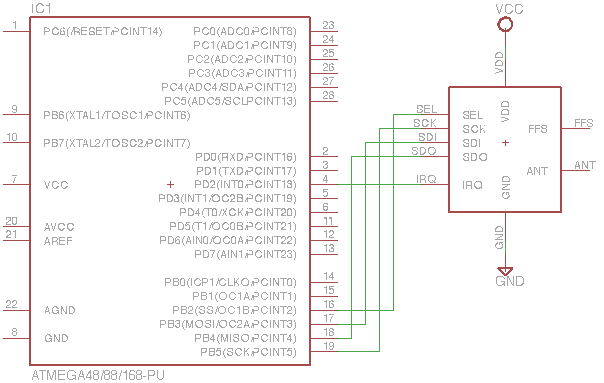 IC1
1 PC6(/RESET/PCINT14) PC0(ADC0/PCINT8) 23
PC1(ADC1/PCINT9) 24
PC2(ADC2/PCINT10) 25
PC3(ADC3/PCINT11) 26
PC4(ADC4/SDA/PCINT12) 27
PC5(ADC5/SCL/PCINT13) 28
9 PB6(XTAL1/TOSC1/PCINT6)
10 PB7(XTAL2/TOSC2/PCINT7)
PD0(RXD/PCINT16) 2
PD1(TXD/PCINT17) 3
7 VCC PD2(INT0/PCINT18) 4
PD3(INT1/OC2B/PCINT19) 5
PD4(T0/XCK/PCINT20) 6
20 AVCC PD5(T1/OC0B/PCINT21) 11
21 AREF PD6(AIN0/OC0A/PCINT22) 12
PD7(AIN1/PCINT23) 13
PB0(ICP1/CLKO/PCINT0) 14
PB1(OC1A/PCINT1) 15
22 AGND PB2(SS/OC1B/PCINT2) 16
PB3(MOSI/OC2A/PCINT3) 17
8 GND PB4(MISO/PCINT4) 18
PB5(SCK/PCINT5) 19
ATMEGA48/88/168-PU
VCC
VDD
VDD
SEL SEL
SCK SCK FFS FFS
SDI SDI
SDO SDO
ANT ANT
IRQ IRQ
GND
GND
GND